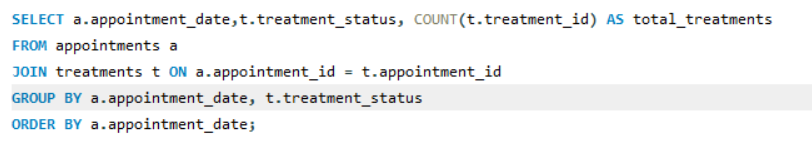 SELECT a.appointment_date,t.treatment_status, COUNT(t.treatment_id) AS total_treatments
FROM appointments a
JOIN treatments t ON a.appointment_id = t.appointment_id
GROUP BY a.appointment_date, t.treatment_status
ORDER BY a.appointment_date;